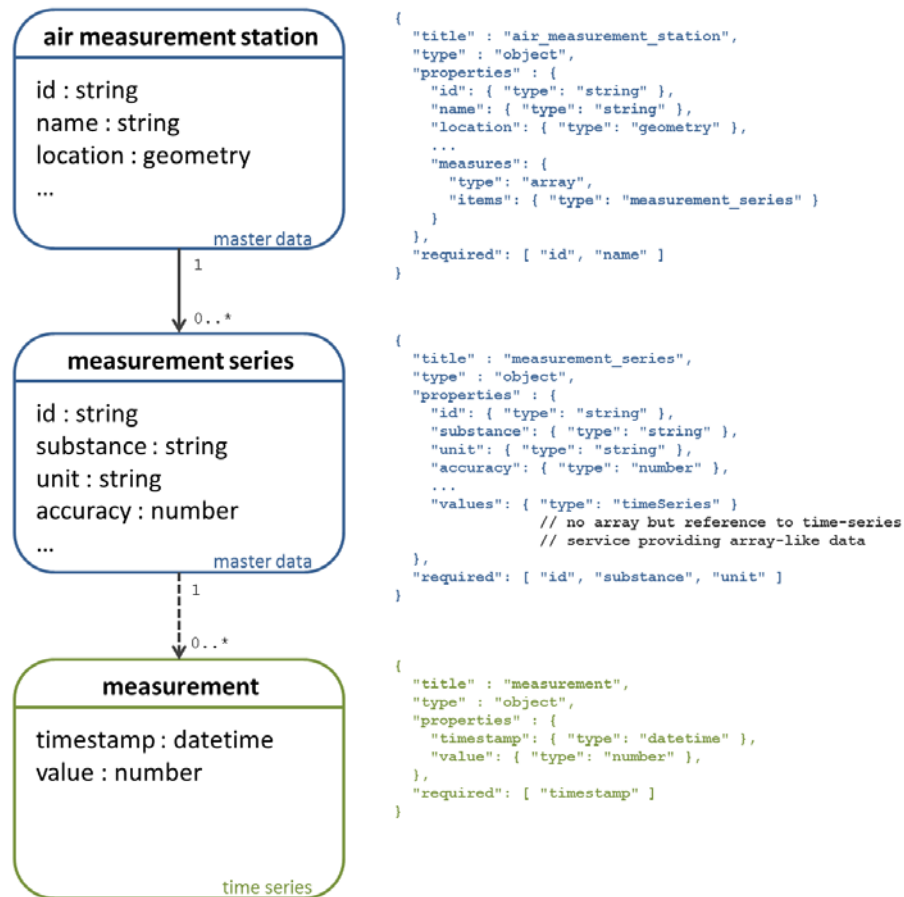 air measurement station
id : string
name : string
location : geometry
...
master data
1
0..*
measurement series
id : string
substance : string
unit : string
accuracy : number
...
master data
1
0..*
measurement
timestamp : datetime
value : number
time series
{
"title" : "air_measurement_station",
"type" : "object",
"properties" : {
"id": { "type": "string" },
"name": { "type": "string" },
"location": { "type": "geometry" },
...
"measures": {
"type": "array",
"items": { "type": "measurement_series" }
}
},
"required": [ "id", "name" ]
}
{
"title" : "measurement_series",
"type" : "object",
"properties" : {
"id": { "type": "string" },
"substance": { "type": "string" },
"unit": { "type": "string" },
"accuracy": { "type": "number" },
...
"values": { "type": "timeSeries" }
// no array but reference to time-series
// service providing array-like data
},
"required": [ "id", "substance", "unit" ]
}
{
"title" : "measurement",
"type" : "object",
"properties" : {
"timestamp": { "type": "datetime" },
"value": { "type": "number" },
},
"required": [ "timestamp" ]
}